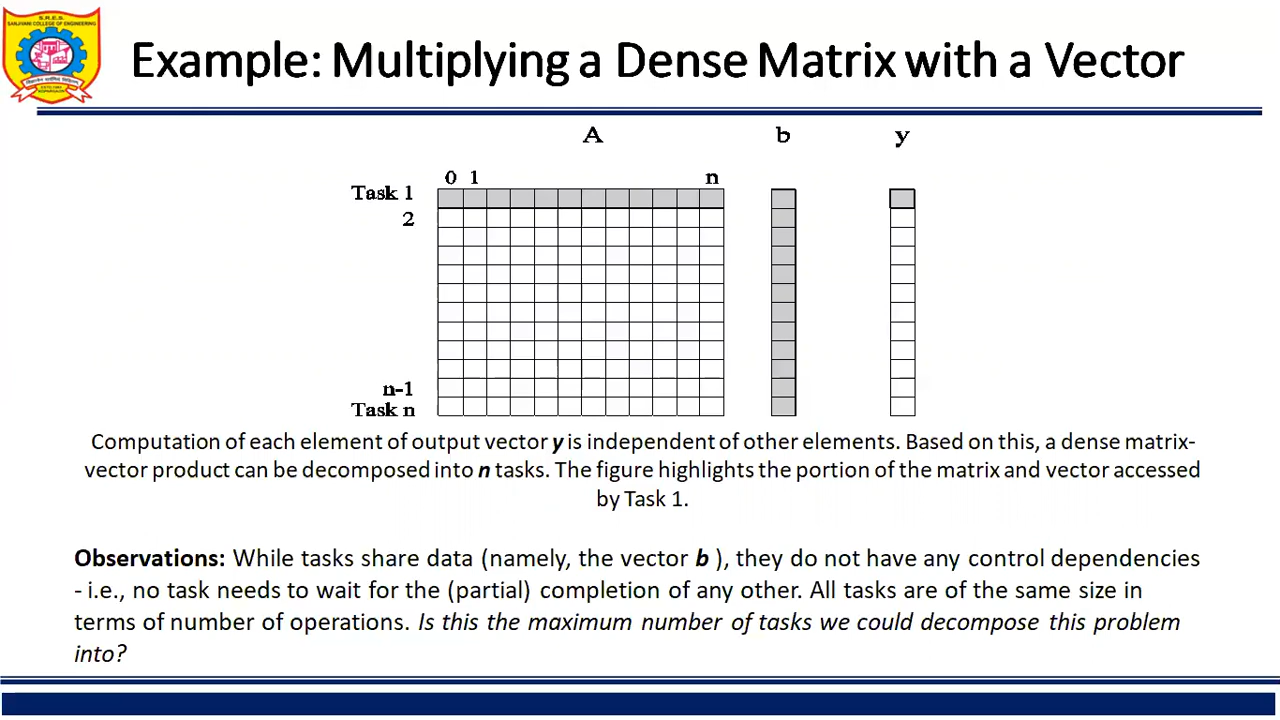 S.R.E.S.
SANJIVANI COLLEGE OF ENGINEERING
Example: Multiplying a Dense Matrix with a Vector
A b y
0 1 n
Task 1
2
n-1
Task n
Computation of each element of output vector y is independent of other elements. Based on this, a dense matrix-
vector product can be decomposed into n tasks. The figure highlights the portion of the matrix and vector accessed
by Task 1.
Observations: While tasks share data (namely, the vector b ), they do not have any control dependencies
- i.e., no task needs to wait for the (partial) completion of any other. All tasks are of the same size in
terms of number of operations. Is this the maximum number of tasks we could decompose this problem
into?